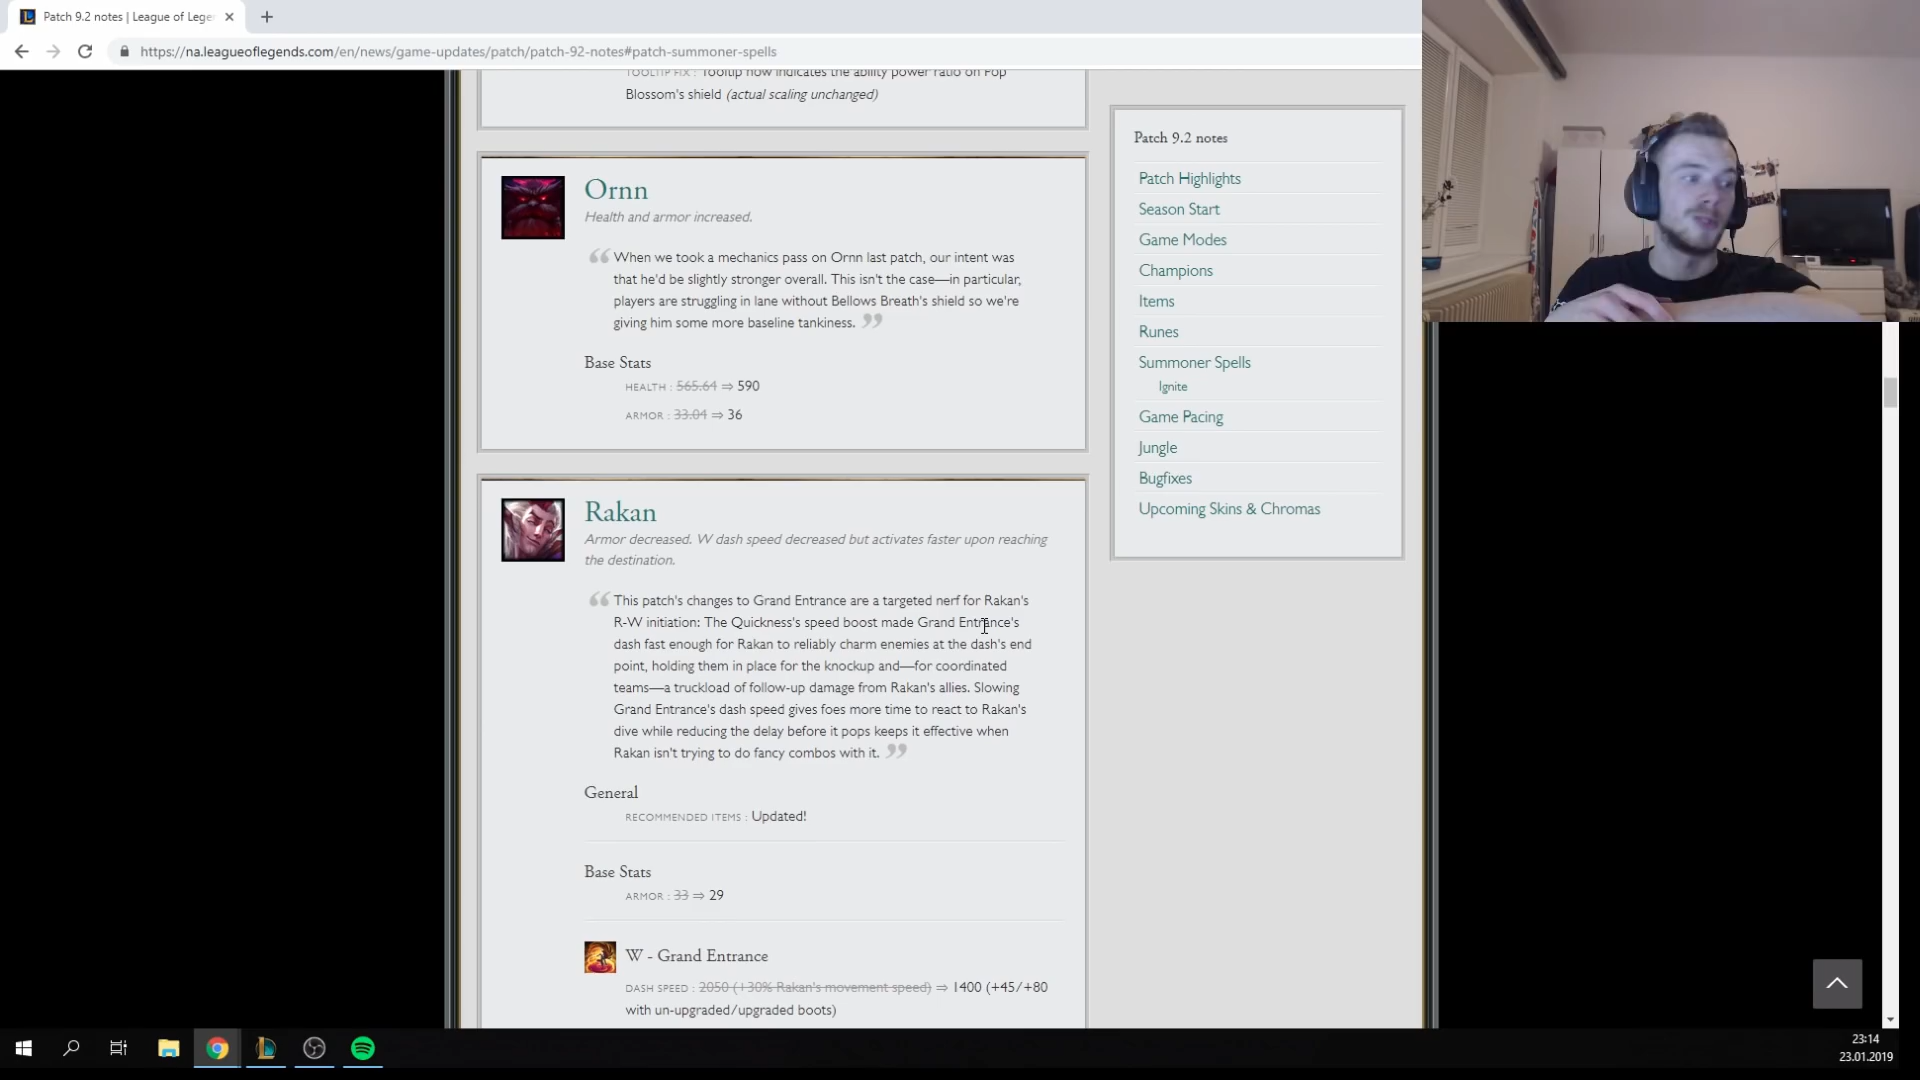 Patch 9.2 notes | League of Lege
https://na.leagueoflegends.com/en/news/game-updates/patch/patch-92-notes#patch-summoner-spells
TOOLTIP FIX : Tooltip now indicates the ability power ratio on Pop
Blossom's shield (actual scaling unchanged)
Ornn
Health and armor increased.
When we took a mechanics pass on Ornn last patch, our intent was
that he'd be slightly stronger overall. This isn't the case—in particular,
players are struggling in lane without Bellows Breath's shield so we're
giving him some more baseline tankiness.
Base Stats
HEALTH : 565.64 ⇒ 590
ARMOR : 33.04 ⇒ 36
Rakan
Armor decreased. W dash speed decreased but activates faster upon reaching
the destination.
This patch's changes to Grand Entrance are a targeted nerf for Rakan's
R-W initiation: The Quickness's speed boost made Grand Entrance's
dash fast enough for Rakan to reliably charm enemies at the dash's end
point, holding them in place for the knockup and—for coordinated
teams—a truckload of follow-up damage from Rakan's allies. Slowing
Grand Entrance's dash speed gives foes more time to react to Rakan's
dive while reducing the delay before it pops keeps it effective when
Rakan isn't trying to do fancy combos with it.
General
RECOMMENDED ITEMS : Updated!
Base Stats
ARMOR : 33 ⇒ 29
W - Grand Entrance
DASH SPEED : 2050 (+30% Rakan's movement speed) ⇒ 1400 (+45/+80
with un-upgraded/upgraded boots)
Patch 9.2 notes
Patch Highlights
Season Start
Game Modes
Champions
Items
Runes
Summoner Spells
Ignite
Game Pacing
Jungle
Bugfixes
Upcoming Skins & Chromas
23:14
23.01.2019